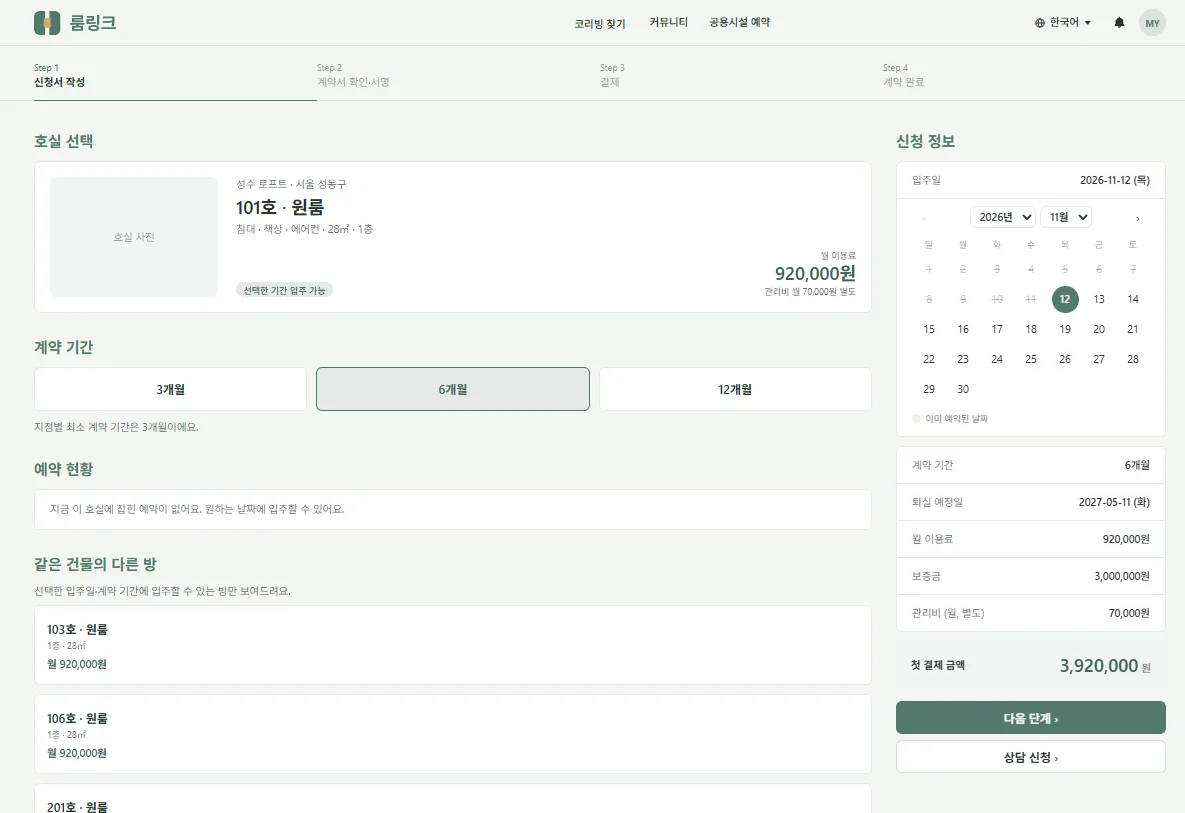 룸링크
코리빙 찾기
커뮤니티
공용시설 예약
한국어
MY
Step 1
신청서 작성
Step 2
계약서 확인·서명
Step 3
결제
Step 4
계약 완료
호실 선택
호실 사진
성수 로프트 · 서울 성동구
101호 · 원룸
침대 · 책상 · 에어컨 · 28㎡ · 1층
선택한 기간 입주 가능
월 이용료
920,000원
관리비 월 70,000원 별도
계약 기간
3개월
6개월
12개월
지점별 최소 계약 기간은 3개월이에요.
예약 현황
지금 이 호실에 잡힌 예약이 없어요. 원하는 날짜에 입주할 수 있어요.
같은 건물의 다른 방
선택한 입주일·계약 기간에 입주할 수 있는 방만 보여드려요.
103호 · 원룸
1층 · 28㎡
월 920,000원
106호 · 원룸
1층 · 28㎡
월 920,000원
201호 · 원룸
신청 정보
입주일 2026-11-12 (목)
‹ 2026년 11월 ›
일 월 화 수 목 금 토
1 2 3 4 5 6 7
8 9 10 11 12 13 14
15 16 17 18 19 20 21
22 23 24 25 26 27 28
29 30
이미 예약된 날짜
계약 기간 6개월
퇴실 예정일 2027-05-11 (화)
월 이용료 920,000원
보증금 3,000,000원
관리비 (월, 별도) 70,000원
첫 결제 금액 3,920,000 원
다음 단계 ›
상담 신청 ›